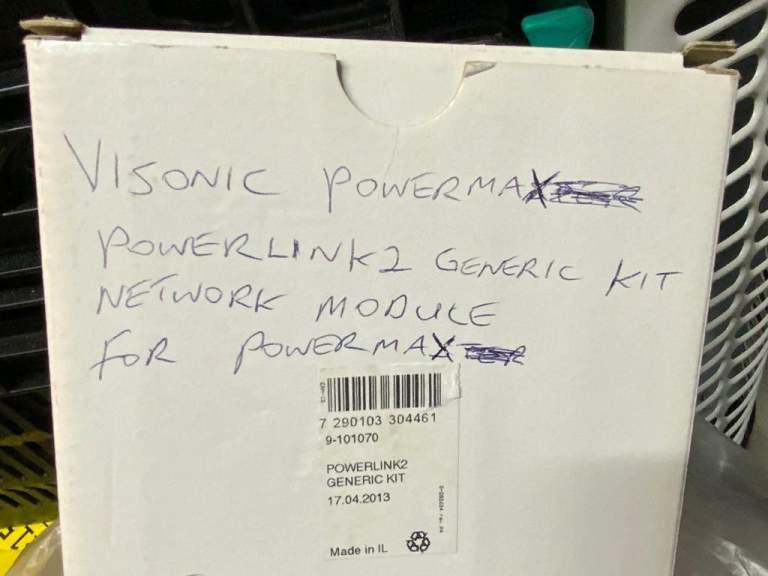 VISONIC POWERMAX
POWERLINK2 GENERIC KIT
NETWORK MODULE
FOR POWERMAX
7 290103 304461
9-101070
POWERLINK2
GENERIC KIT
17.04.2013
Made in IL